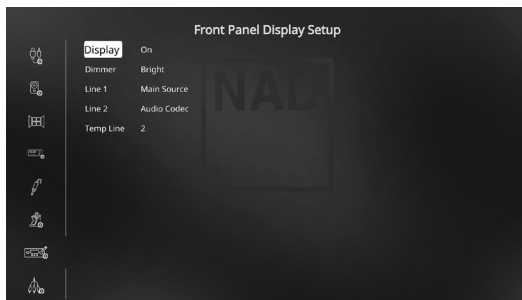 Front Panel Display Setup
Display On
Dimmer Bright
Line 1 Main Source
Line 2 Audio Codec
Temp Line 2
NAD